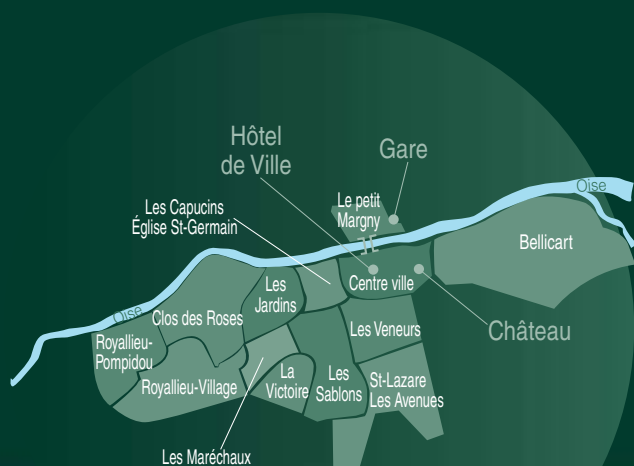 Hôtel
de Ville
Gare
Oise
Les Capucins
Église St-Germain
Le petit
Margny
Bellicart
Les
Jardins
Centre ville
Oise
Clos des Roses
Les Veneurs
Château
Royallieu-
Pompidou
Royallieu-Village
La
Victoire
Les
Sablons
St-Lazare
Les Avenues
Les Maréchaux